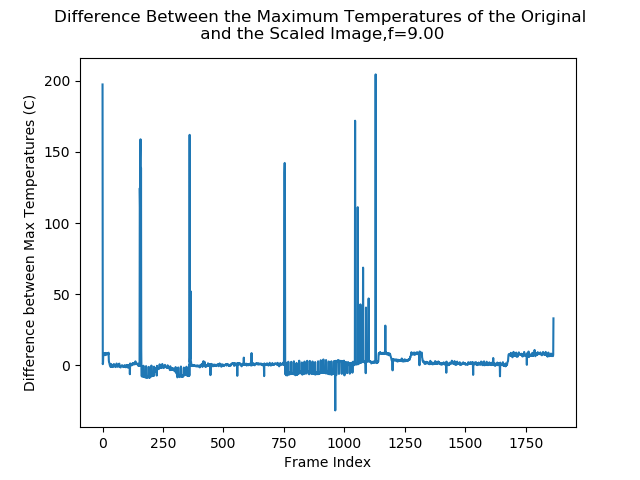 Difference Between the Maximum Temperatures of the Original
and the Scaled Image,f=9.00
Difference between Max Temperatures (C)
200
150
100
50
0
0 250 500 750 1000 1250 1500 1750
Frame Index